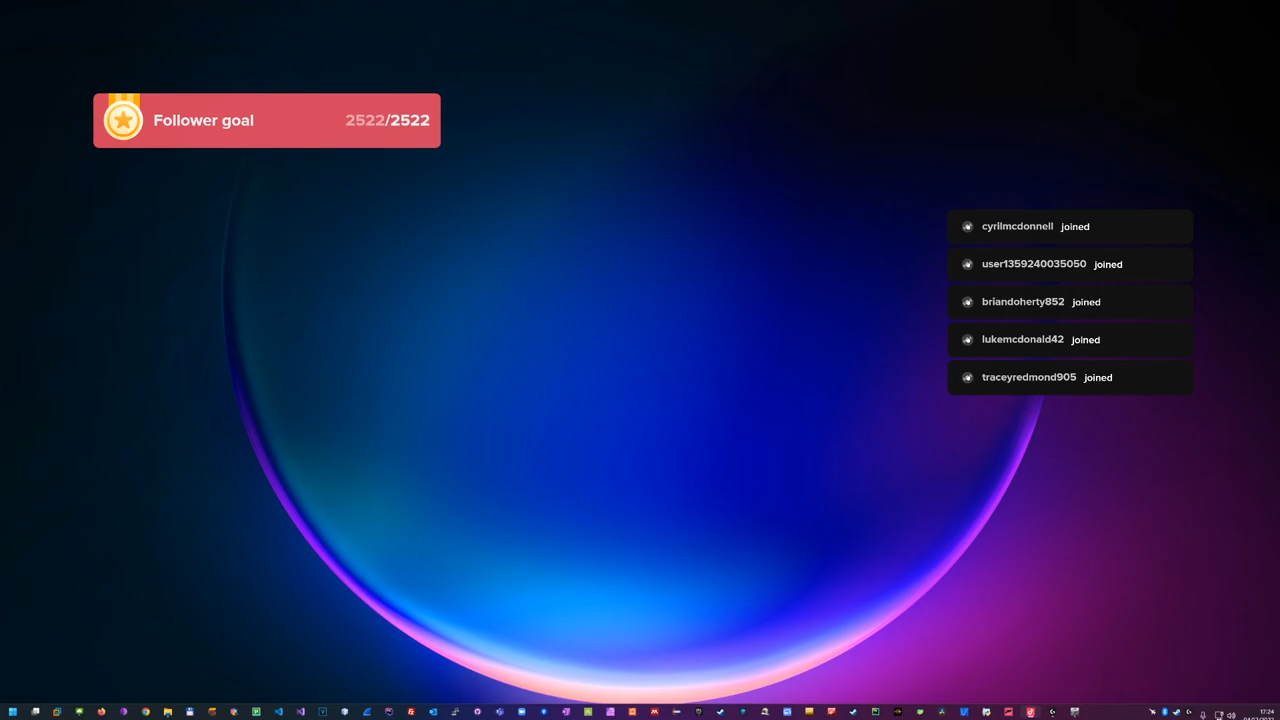 Follower goal 2522/2522
cyrilmcdonnell joined
user1359240035050 joined
briandoherty852 joined
lukemcdonald42 joined
traceyredmond905 joined
17:24